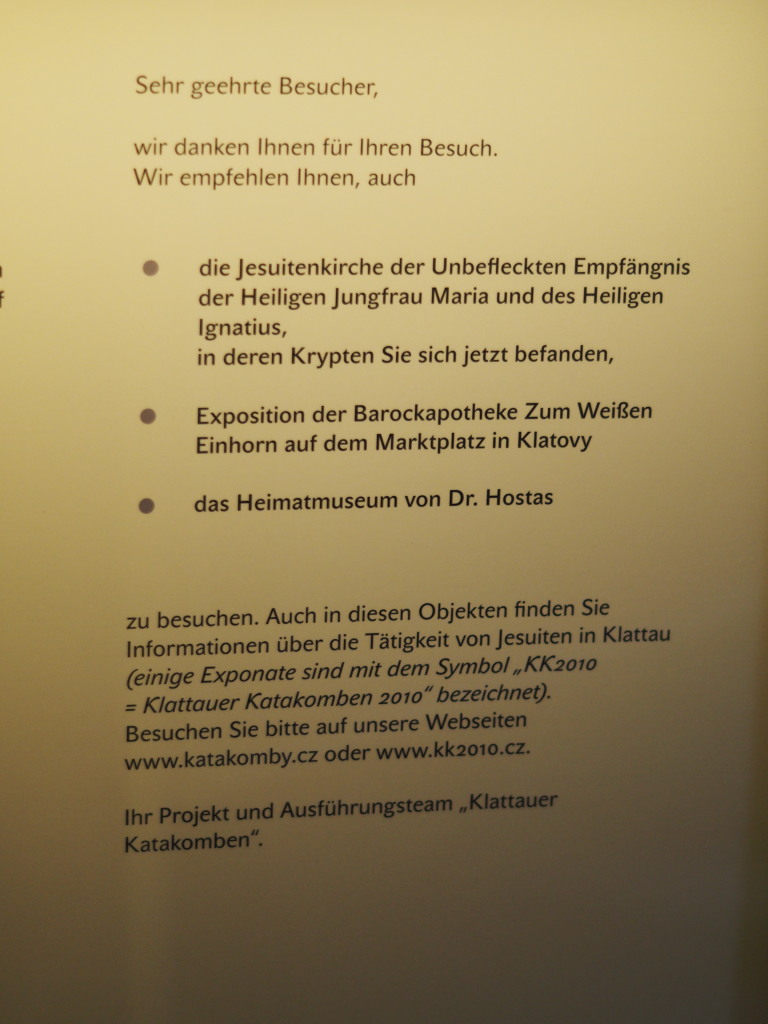 Sehr geehrte Besucher,
wir danken Ihnen für Ihren Besuch.
Wir empfehlen Ihnen, auch
die Jesuitenkirche der Unbefleckten Empfängnis
der Heiligen Jungfrau Maria und des Heiligen
Ignatius,
in deren Krypten Sie sich jetzt befanden,
Exposition der Barockapotheke Zum Weißen
Einhorn auf dem Marktplatz in Klatovy
das Heimatmuseum von Dr. Hostas
zu besuchen. Auch in diesen Objekten finden Sie
Informationen über die Tätigkeit von Jesuiten in Klattau
(einige Exponate sind mit dem Symbol „KK2010
= Klattauer Katakomben 2010“ bezeichnet).
Besuchen Sie bitte auf unsere Webseiten
www.katakomby.cz oder www.kk2010.cz.
Ihr Projekt und Ausführungsteam „Klattauer
Katakomben“.